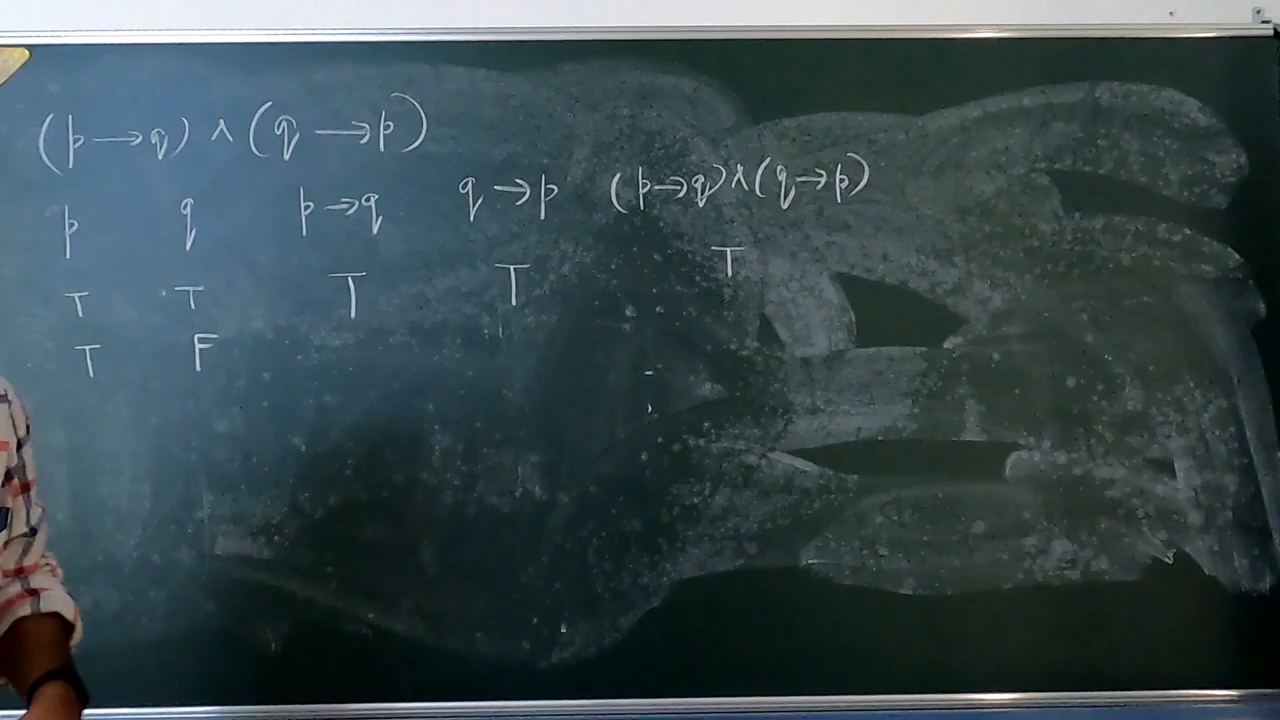 (p→q) ∧ (q→p)
p q p→q q→p (p→q)∧(q→p)
T T T T T
T F